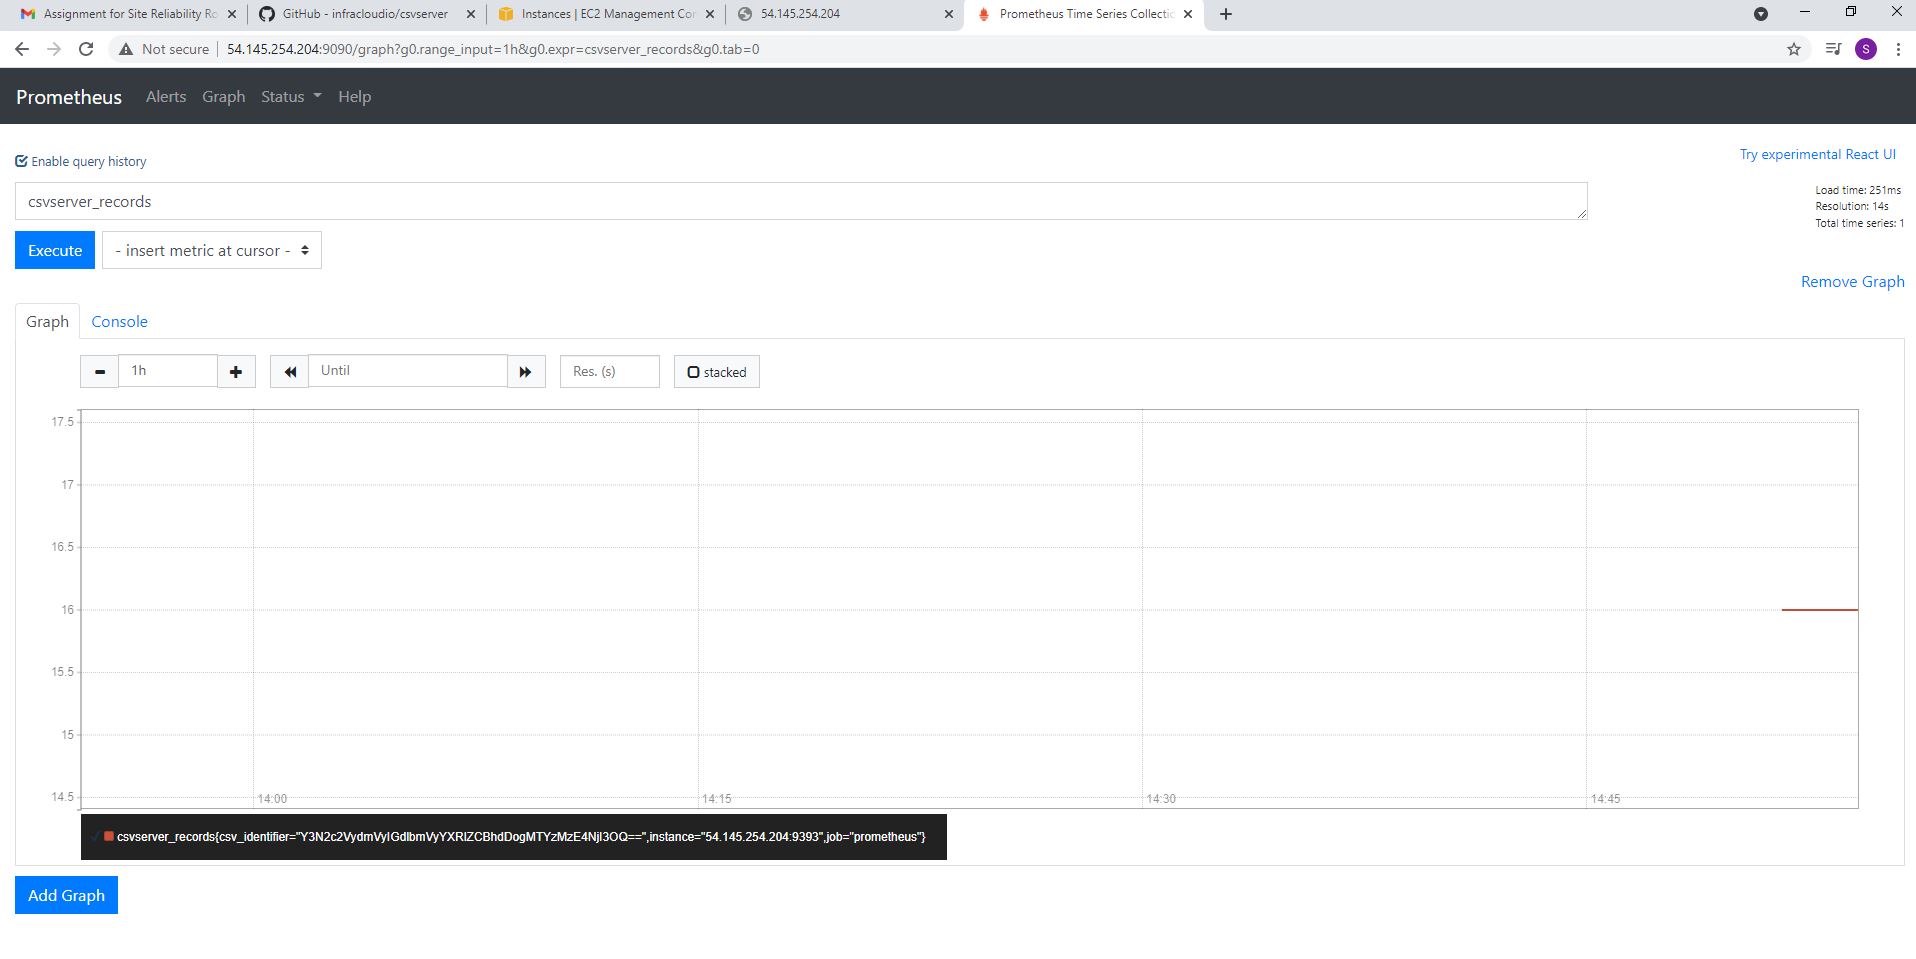 Assignment for Site Reliability Ro
GitHub - infracloudio/csvserver
Instances | EC2 Management Con
54.145.254.204
Prometheus Time Series Collectio
Not secure
54.145.254.204:9090/graph?g0.range_input=1h&g0.expr=csvserver_records&g0.tab=0
S
Prometheus Alerts Graph Status Help
Enable query history
Try experimental React UI
csvserver_records
Load time: 251ms
Resolution: 14s
Total time series: 1
Execute
- insert metric at cursor -
Remove Graph
Graph Console
1h
Until
Res. (s)
stacked
17.5
17
16.5
16
15.5
15
14.5
14:00 14:15 14:30 14:45
csvserver_records{csv_identifier="Y3N2c2VydmVyIGdlbmVyYXRlZCBhdDogMTYzMzE4NjI3OQ==",instance="54.145.254.204:9393",job="prometheus"}
Add Graph